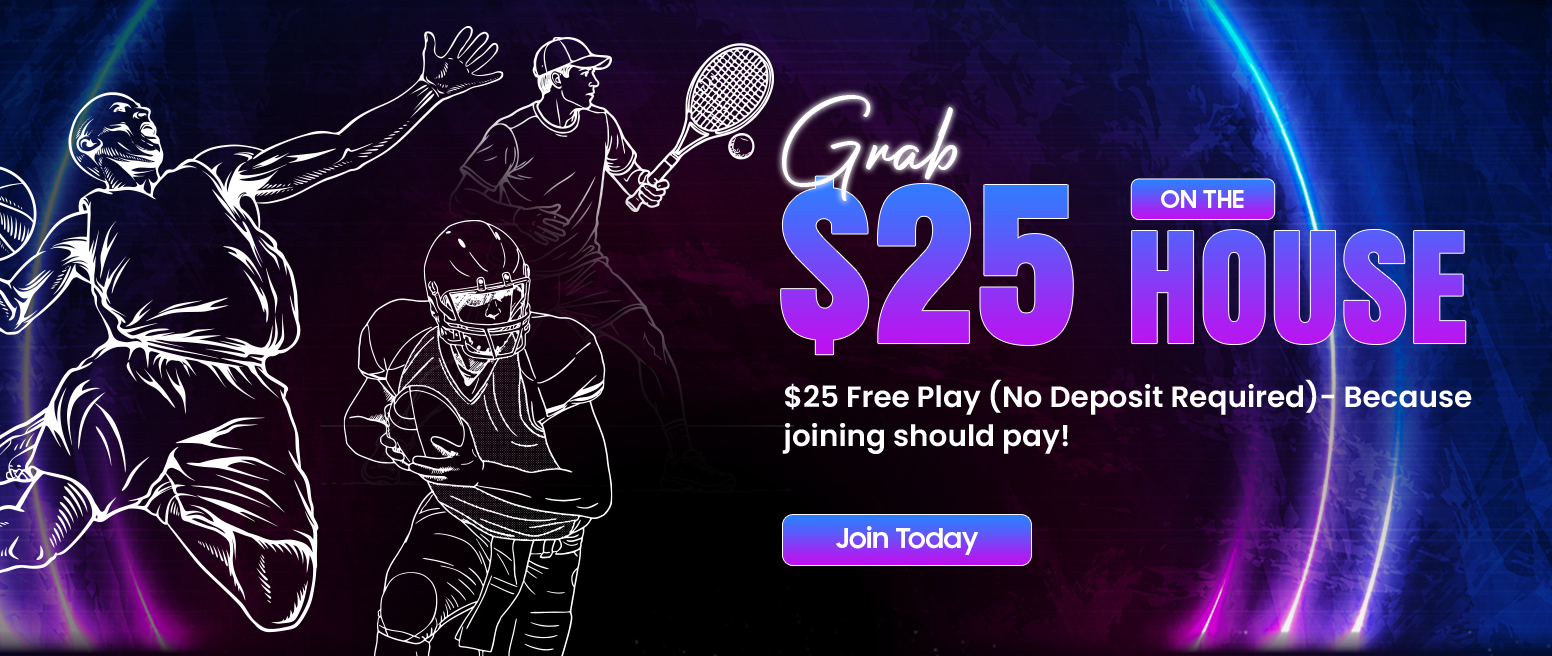 Grab
$25
ON THE
HOUSE
$25 Free Play (No Deposit Required)- Because
joining should pay!
Join Today